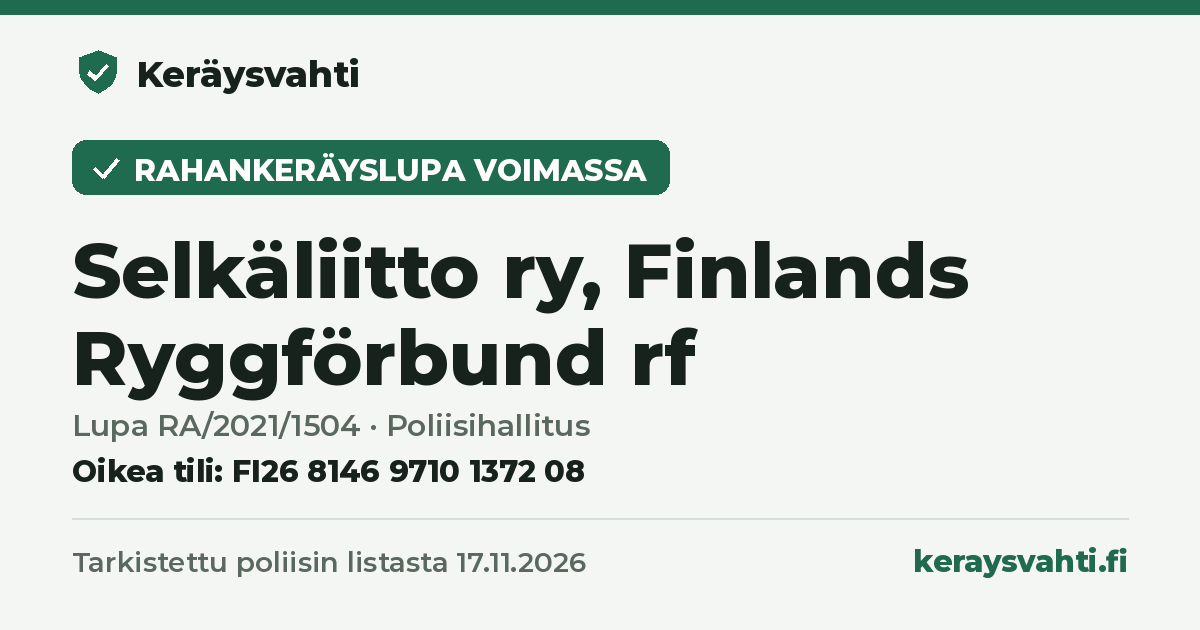 Keräysvahti
RAHANKERÄYSLUPA VOIMASSA
Selkäliitto ry, Finlands
Ryggförbund rf
Lupa RA/2021/1504 · Poliisihallitus
Oikea tili: FI26 8146 9710 1372 08
Tarkistettu poliisin listasta 17.11.2026
keraysvahti.fi